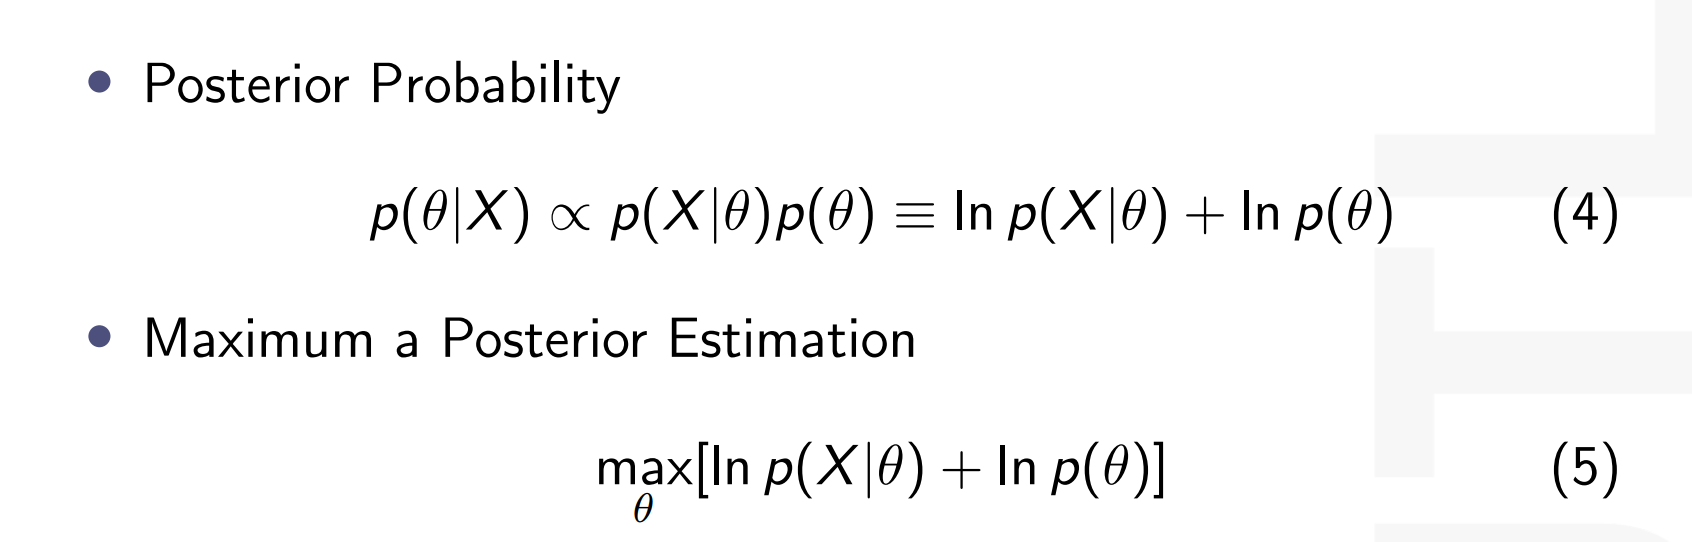 • Posterior Probability
p(θ|X) ∝ p(X|θ)p(θ) ≡ ln p(X|θ) + ln p(θ) (4)
• Maximum a Posterior Estimation
max[ln p(X|θ) + ln p(θ)] (5)
θ